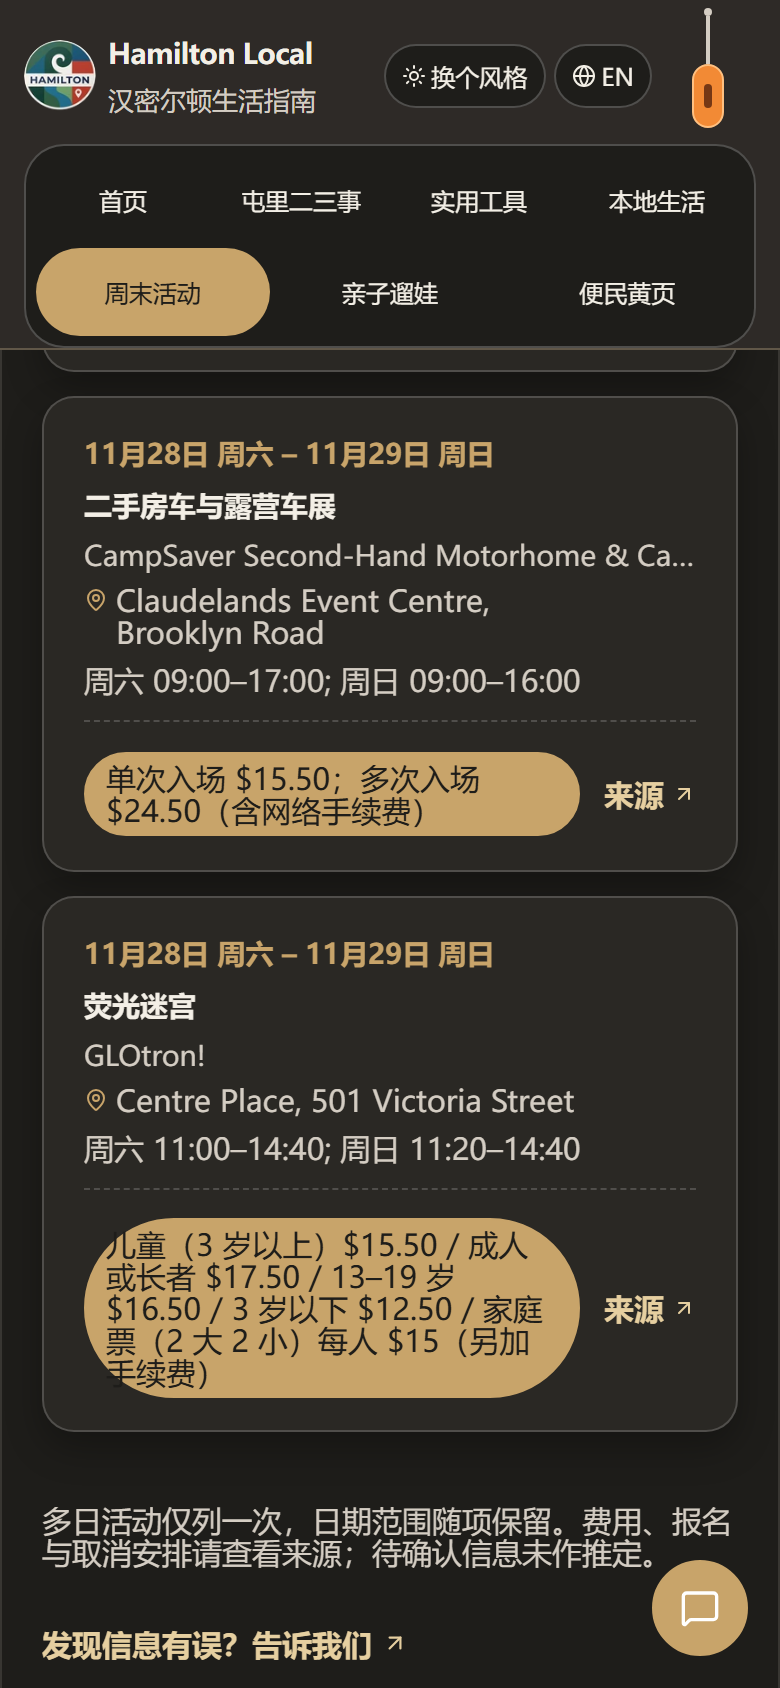 HAMILTON
Hamilton Local
汉密尔顿生活指南
换个风格
EN
首页
屯里二三事
实用工具
本地生活
周末活动
亲子遛娃
便民黄页
11月28日 周六 – 11月29日 周日
二手房车与露营车展
CampSaver Second-Hand Motorhome & Ca...
Claudelands Event Centre,
Brooklyn Road
周六 09:00–17:00; 周日 09:00–16:00
单次入场 $15.50；多次入场
$24.50（含网络手续费）
来源
11月28日 周六 – 11月29日 周日
荧光迷宫
GLOtron!
Centre Place, 501 Victoria Street
周六 11:00–14:40; 周日 11:20–14:40
儿童（3 岁以上）$15.50 / 成人
或长者 $17.50 / 13–19 岁
$16.50 / 3 岁以下 $12.50 / 家庭
票（2 大 2 小）每人 $15（另加
手续费）
来源
多日活动仅列一次，日期范围随项保留。费用、报名
与取消安排请查看来源；待确认信息未作推定。
发现信息有误？告诉我们